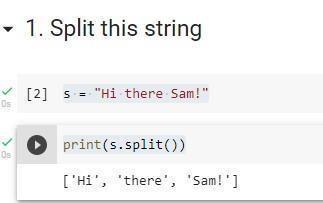 1. Split this string
[2] s = "Hi there Sam!"
0s
print(s.split())
0s
['Hi', 'there', 'Sam!']